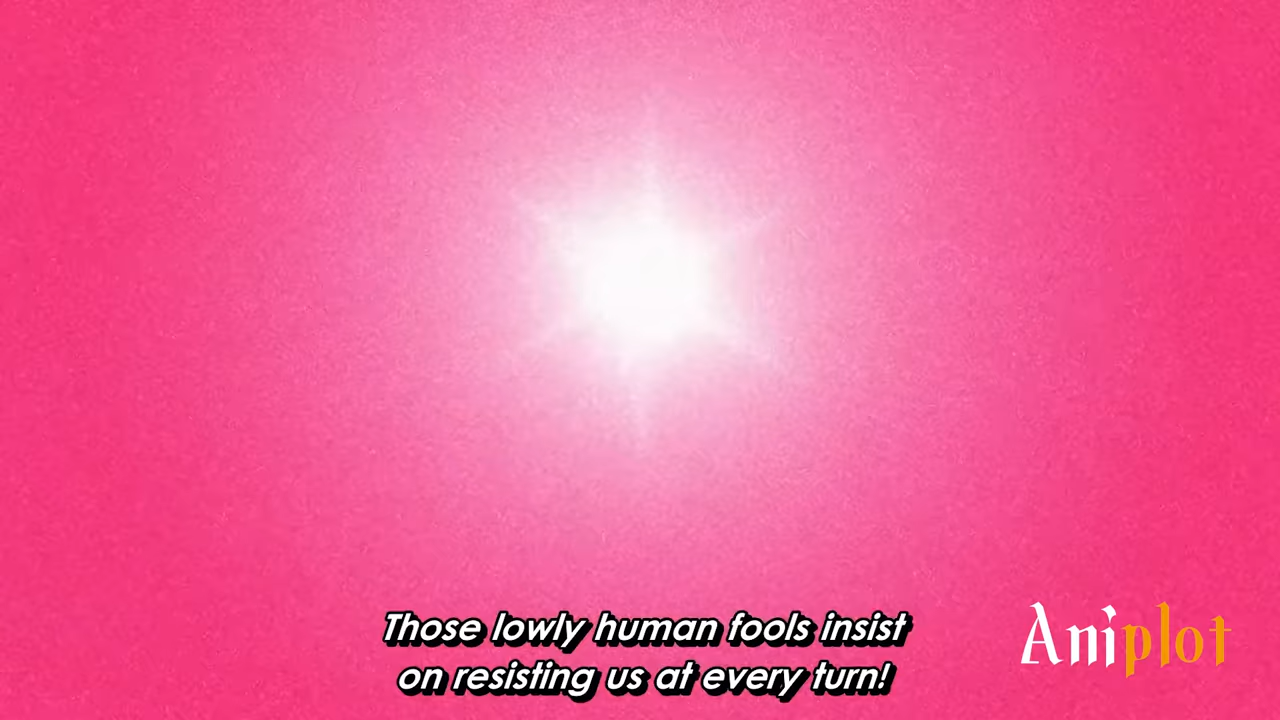 Those lowly human fools insist
on resisting us at every turn!
Aniplot